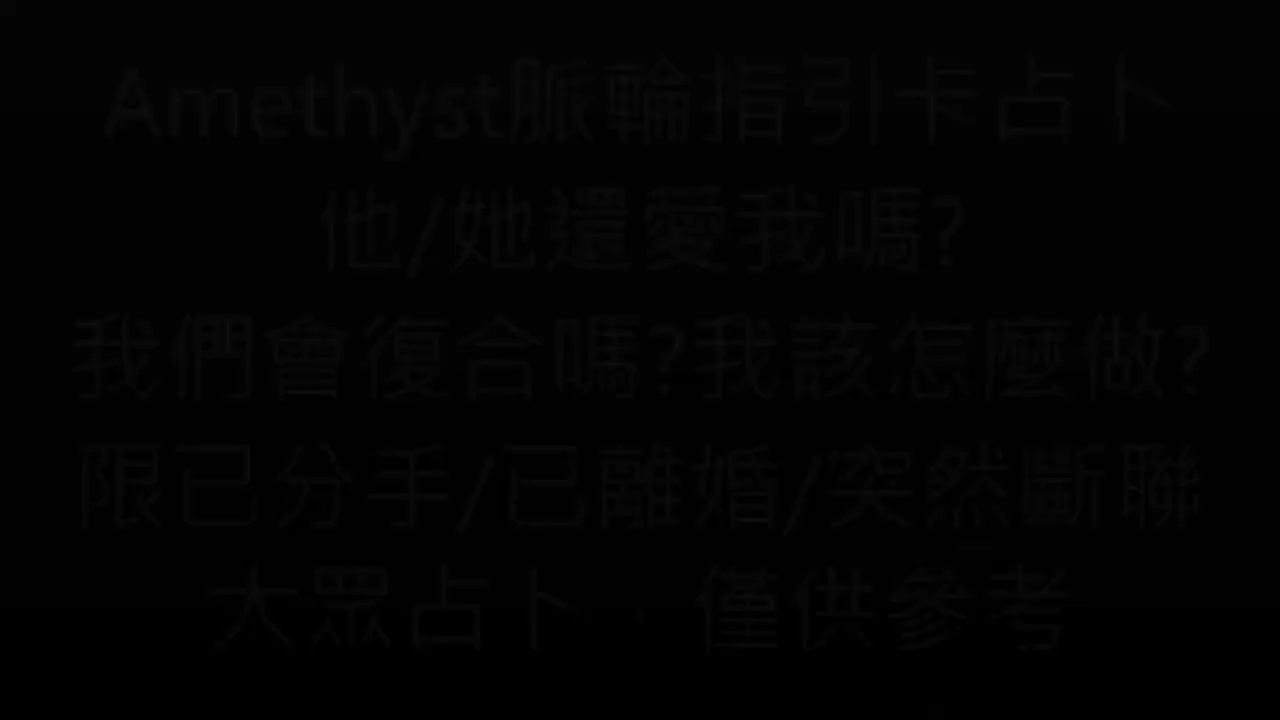 Amethyst脈輪指引卡占卜
他/她還愛我嗎?
我們會復合嗎?我該怎麼做?
限已分手/已離婚/突然斷聯
大眾占卜，僅供參考